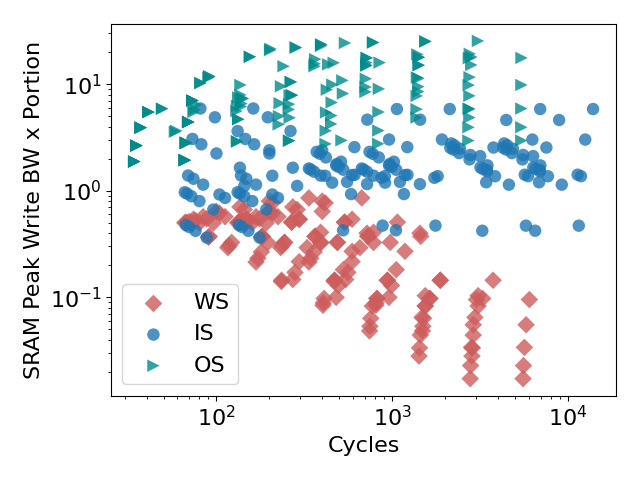 SRAM Peak Write BW x Portion
10¹
10⁰
10⁻¹
WS
IS
OS
10²
10³
10⁴
Cycles